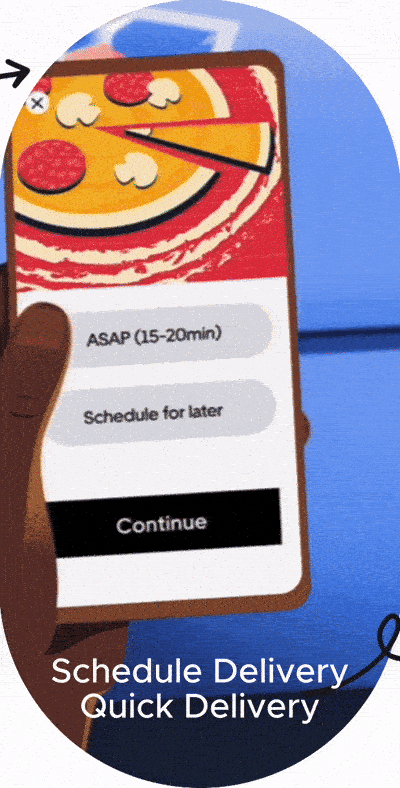 ASAP (15-20min)
Schedule for later
Continue
Schedule Delivery
Quick Delivery